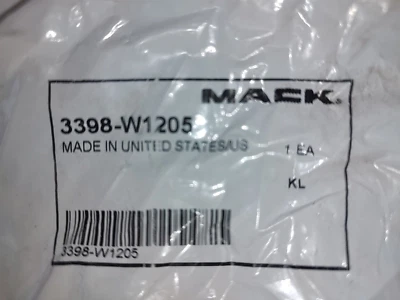 MACK
3398-W1205
MADE IN UNITED STATES/US 1 EA
KL
3398-W1205